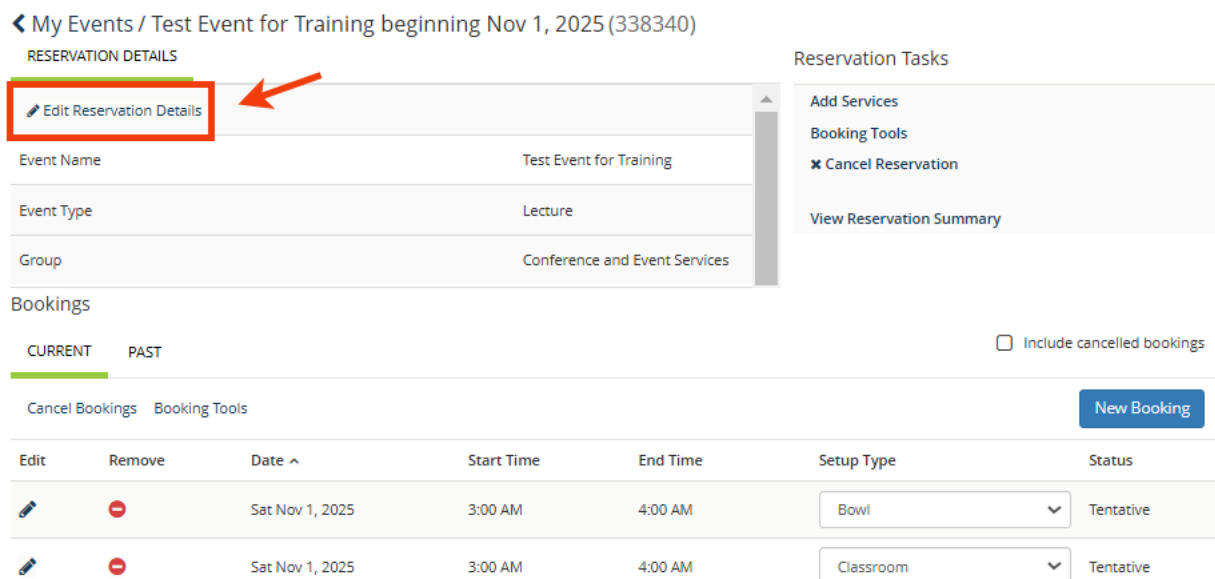 My Events / Test Event for Training beginning Nov 1, 2025 (338340)
RESERVATION DETAILS
Edit Reservation Details
Event Name Test Event for Training
Event Type Lecture
Group Conference and Event Services
Reservation Tasks
Add Services
Booking Tools
Cancel Reservation
View Reservation Summary
Bookings
CURRENT PAST
Include cancelled bookings
Cancel Bookings Booking Tools
New Booking
Edit Remove Date Start Time End Time Setup Type Status
Sat Nov 1, 2025 3:00 AM 4:00 AM Bowl Tentative
Sat Nov 1, 2025 3:00 AM 4:00 AM Classroom Tentative